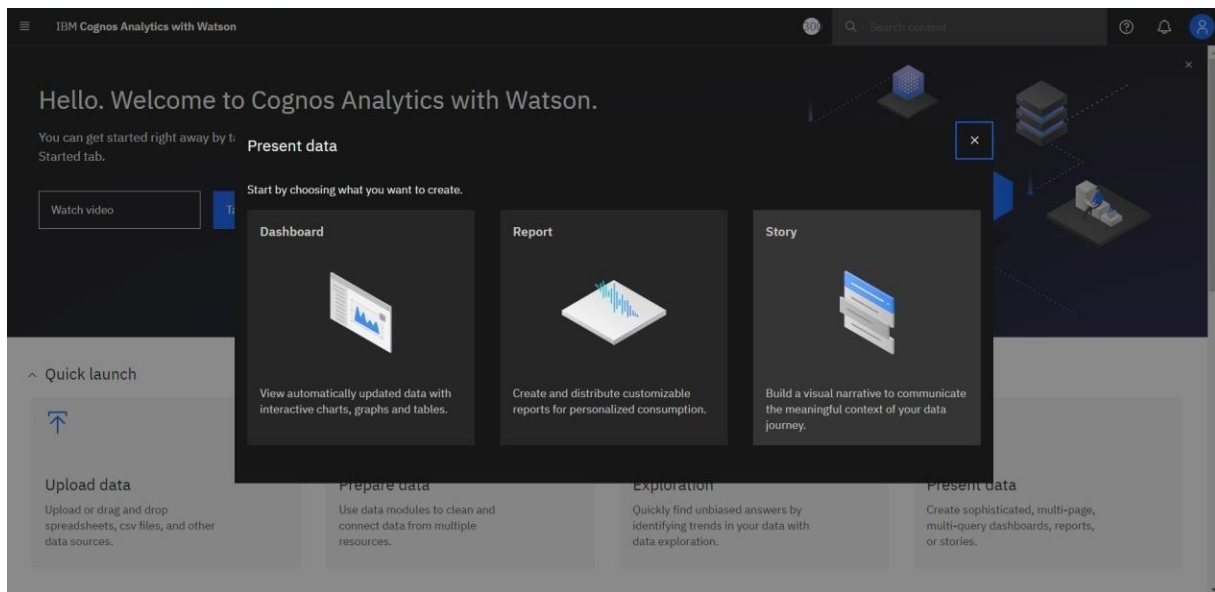 IBM Cognos Analytics with Watson
30
Search content
Hello. Welcome to Cognos Analytics with Watson.
You can get started right away by
Started tab.
Watch video
Present data
Start by choosing what you want to create.
Dashboard
View automatically updated data with
interactive charts, graphs and tables.
Report
Create and distribute customizable
reports for personalized consumption.
Story
Build a visual narrative to communicate
the meaningful context of your data
journey.
Quick launch
Upload data
Upload or drag and drop
spreadsheets, csv files, and other
data sources.
Prepare data
Use data modules to clean and
connect data from multiple
resources.
Exploration
Quickly find unbiased answers by
identifying trends in your data with
data exploration.
Present data
Create sophisticated, multi-page,
multi-query dashboards, reports,
or stories.